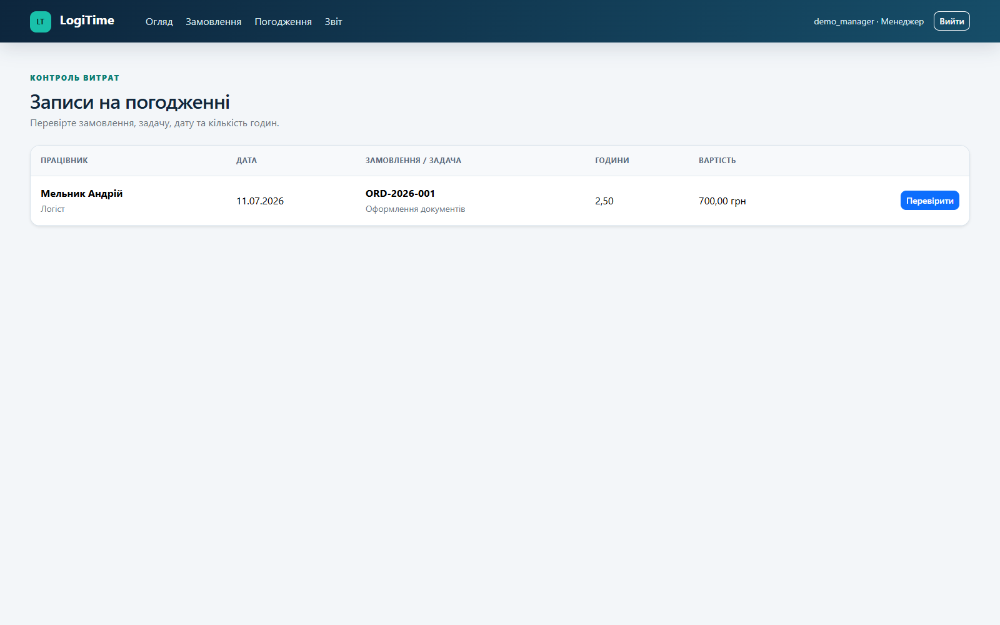 LT LogiTime Огляд Замовлення Погодження Звіт demo_manager · Менеджер Вийти
КОНТРОЛЬ ВИТРАТ
Записи на погодженні
Перевірте замовлення, задачу, дату та кількість годин.
ПРАЦІВНИК ДАТА ЗАМОВЛЕННЯ / ЗАДАЧА ГОДИНИ ВАРТІСТЬ
Мельник Андрій ORD-2026-001
11.07.2026 2,50 700,00 грн Перевірити
Логіст Оформлення документів